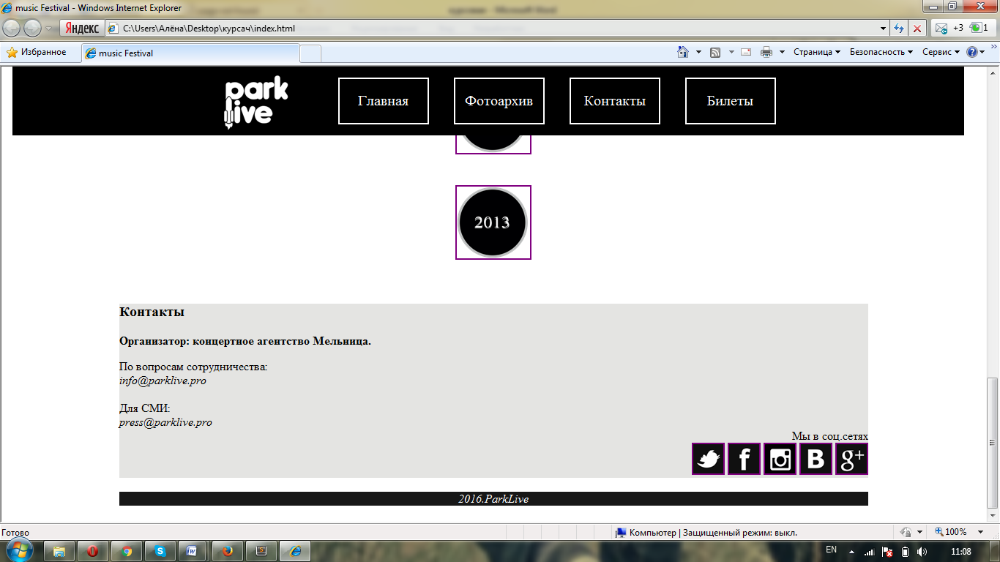 music Festival - Windows Internet Explorer
Яндекс
C:\Users\Алёна\Desktop\курсач\index.html
+3
1
Избранное
music Festival
Страница
Безопасность
Сервис
park live
Главная
Фотоархив
Контакты
Билеты
2013
Контакты
Организатор: концертное агентство Мельница.
По вопросам сотрудничества:
info@parklive.pro
Для СМИ:
press@parklive.pro
Мы в соц.сетях
f
B
g+
2016.ParkLive
Готово
Компьютер | Защищенный режим: выкл.
100%
EN
11:08